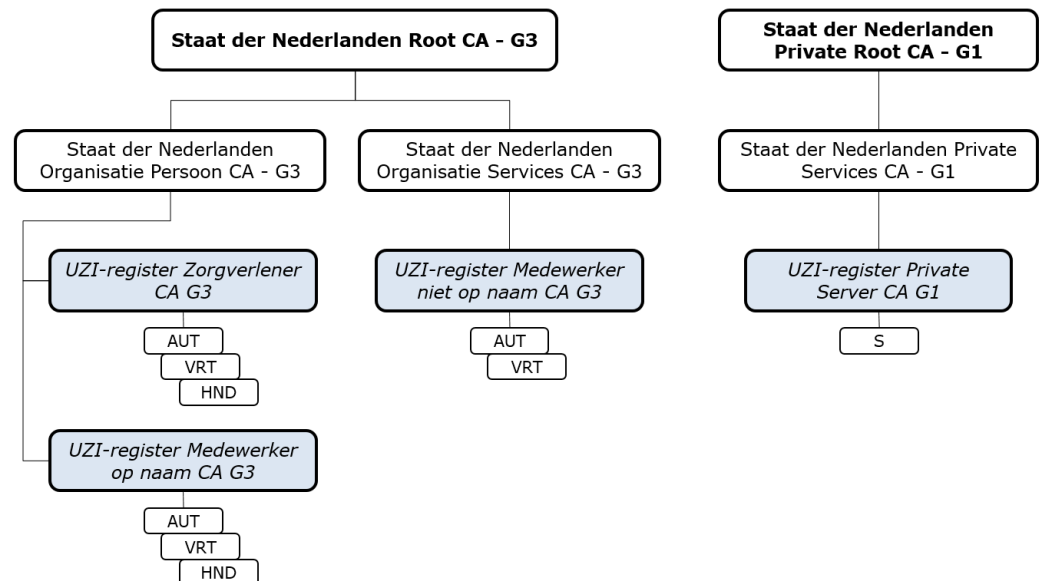 Staat der Nederlanden Root CA - G3
Staat der Nederlanden
Private Root CA - G1
Staat der Nederlanden
Organisatie Persoon CA - G3
Staat der Nederlanden
Organisatie Services CA - G3
Staat der Nederlanden Private
Services CA - G1
UZI-register Zorgverlener
CA G3
UZI-register Medewerker
niet op naam CA G3
UZI-register Private
Server CA G1
AUT
VRT
HND
AUT
VRT
S
UZI-register Medewerker
op naam CA G3
AUT
VRT
HND